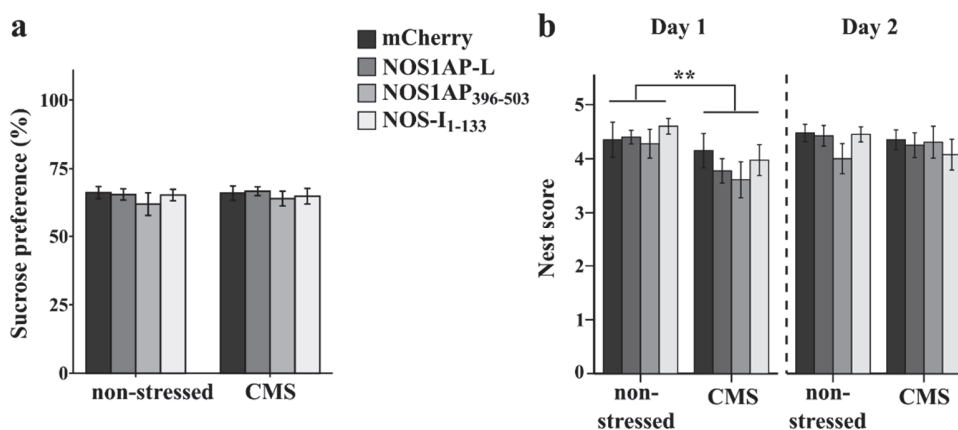 a
mCherry
NOS1AP-L
NOS1AP396-503
NOS-I1-133
Sucrose preference (%)
100
75
50
25
0
non-stressed
CMS
b
Day 1
Day 2
**
Nest score
5
4
3
2
1
0
non-
stressed
CMS
non-
stressed
CMS